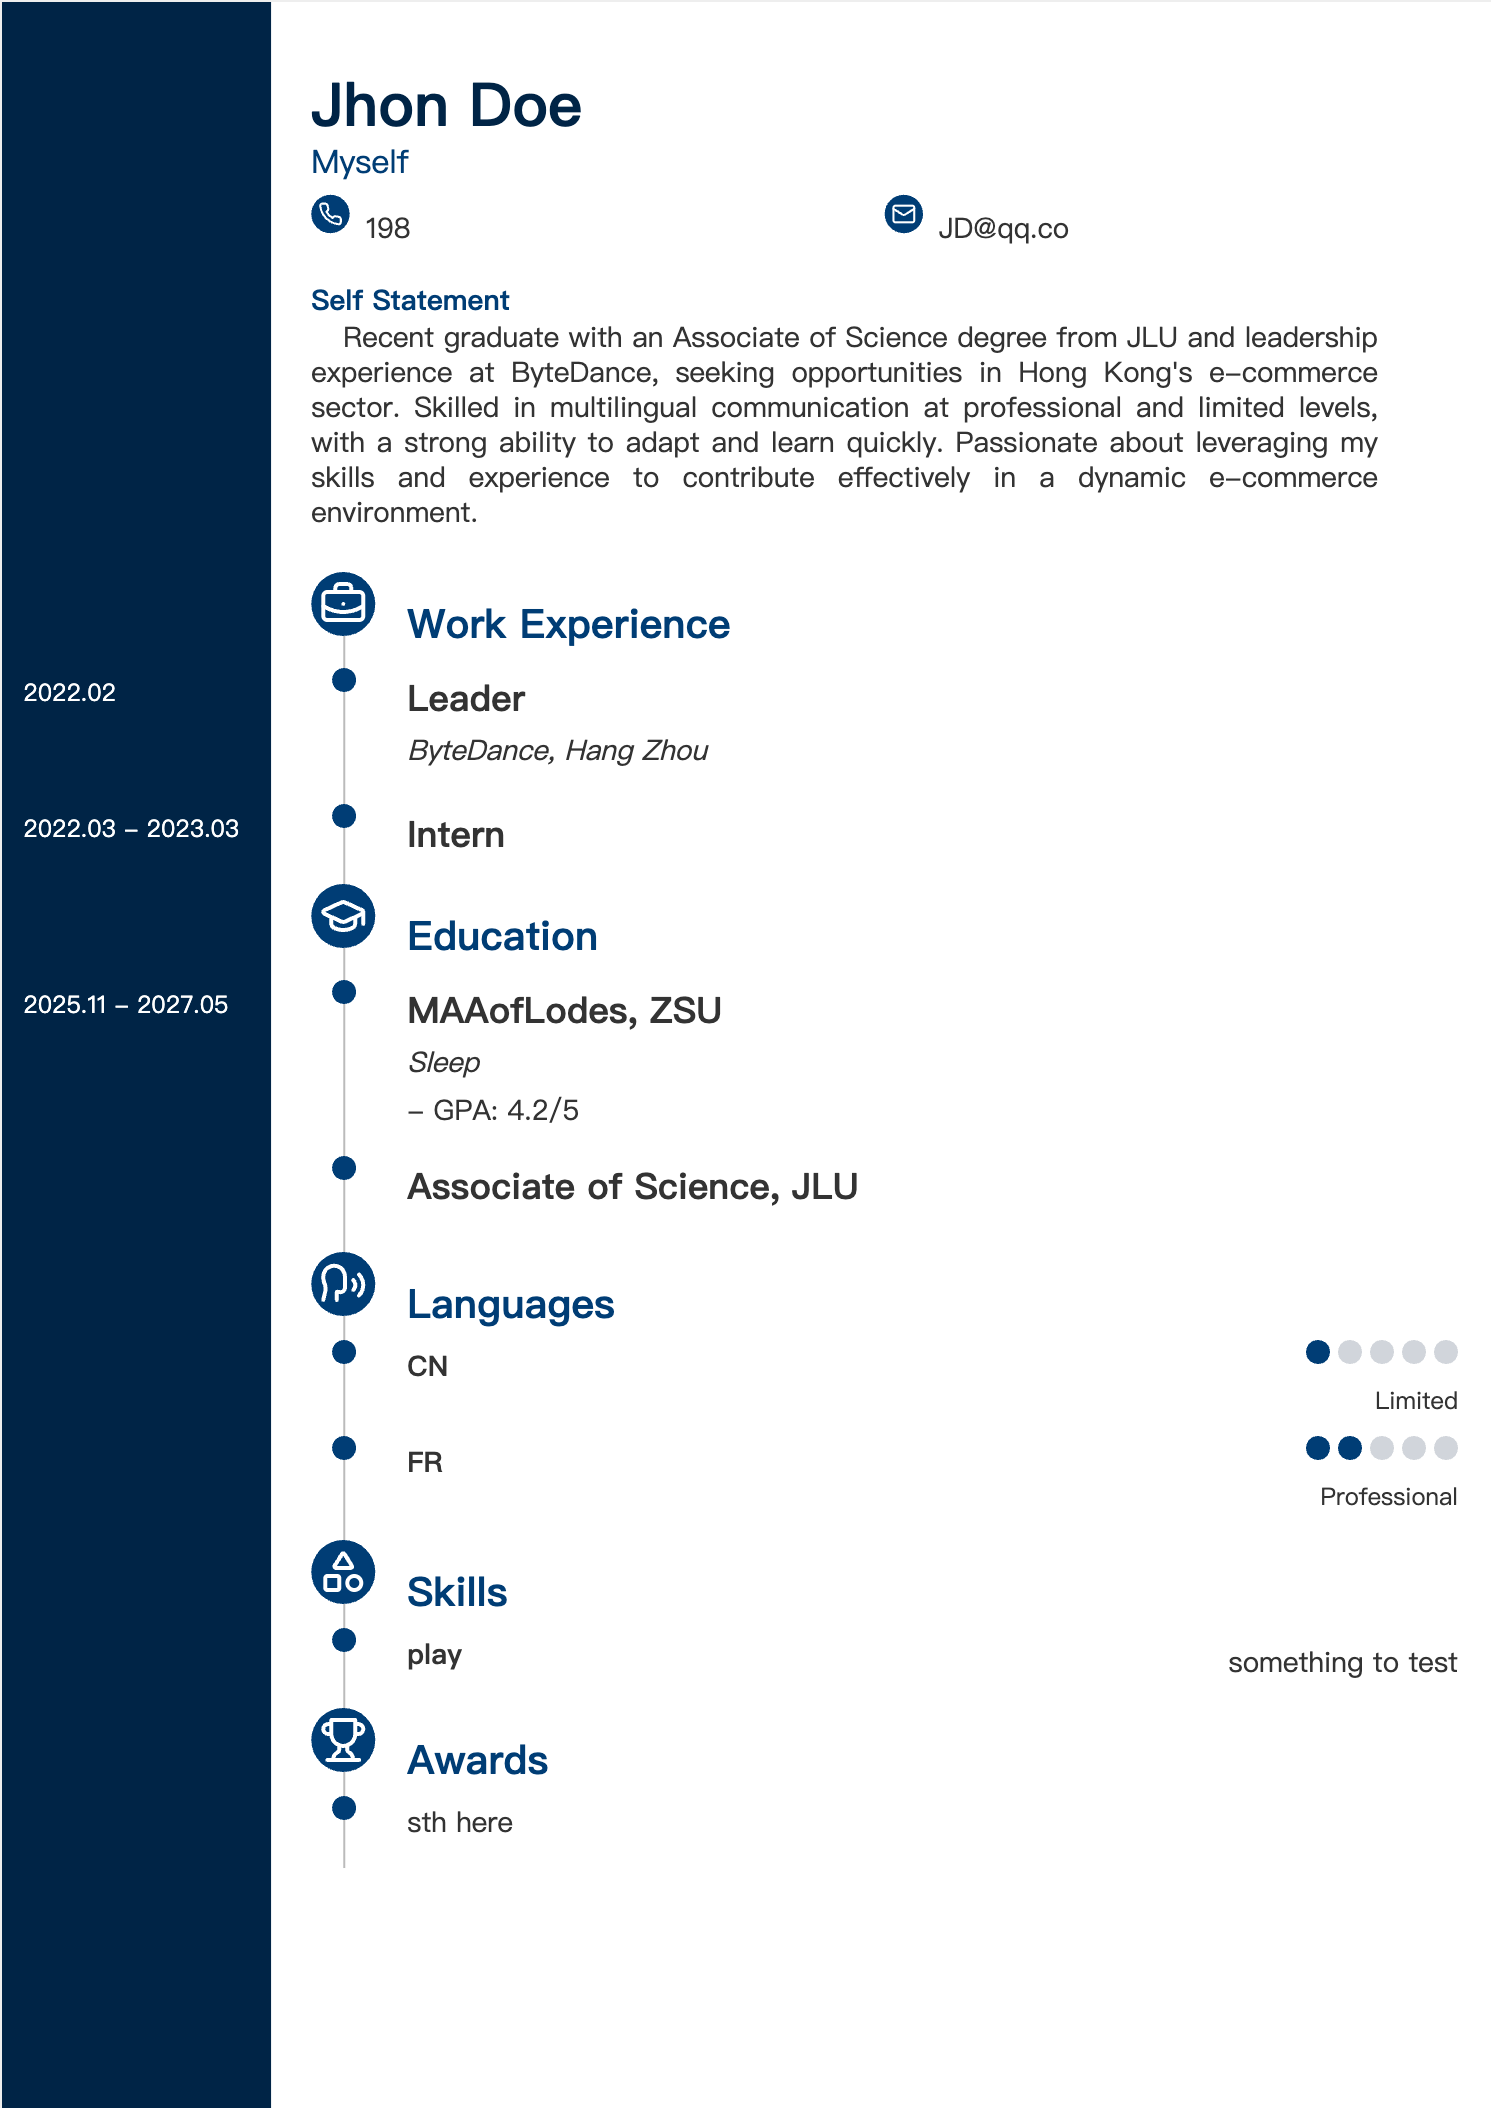 Jhon Doe
Myself
198
JD@qq.co
Self Statement
Recent graduate with an Associate of Science degree from JLU and leadership
experience at ByteDance, seeking opportunities in Hong Kong's e–commerce
sector. Skilled in multilingual communication at professional and limited levels,
with a strong ability to adapt and learn quickly. Passionate about leveraging my
skills and experience to contribute effectively in a dynamic e–commerce
environment.
Work Experience
2022.02
Leader
ByteDance, Hang Zhou
2022.03 – 2023.03
Intern
Education
2025.11 – 2027.05
MAAofLodes, ZSU
Sleep
– GPA: 4.2/5
Associate of Science, JLU
Languages
CN
Limited
FR
Professional
Skills
play
something to test
Awards
sth here